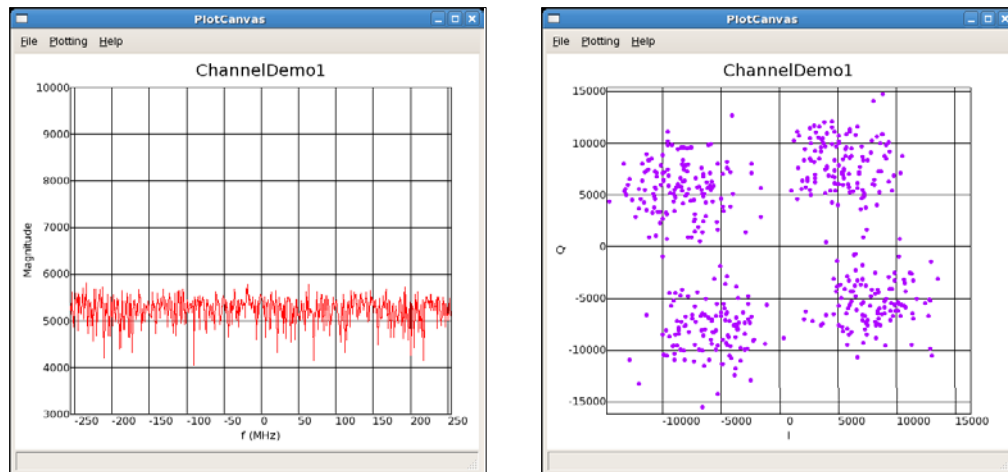 PlotCanvas
File Plotting Help
ChannelDemo1
10000
9000
8000
7000
6000
5000
4000
3000
Magnitude
-250 -200 -150 -100 -50 0 50 100 150 200 250
f (MHz)
PlotCanvas
File Plotting Help
ChannelDemo1
15000
10000
5000
0
-5000
-10000
-15000
Q
-10000 -5000 0 5000 10000 15000
I